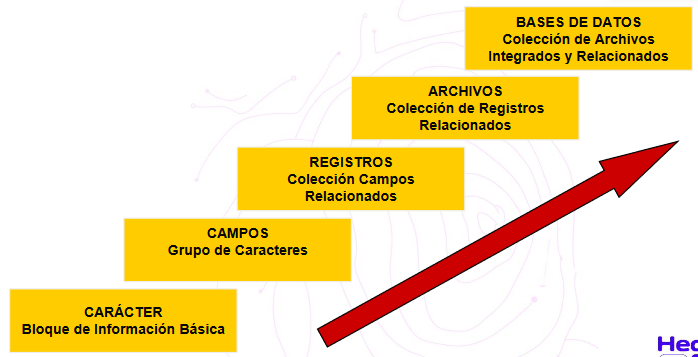 BASES DE DATOS
Colección de Archivos
Integrados y Relacionados
ARCHIVOS
Colección de Registros
Relacionados
REGISTROS
Colección Campos
Relacionados
CAMPOS
Grupo de Caracteres
CARÁCTER
Bloque de Información Básica